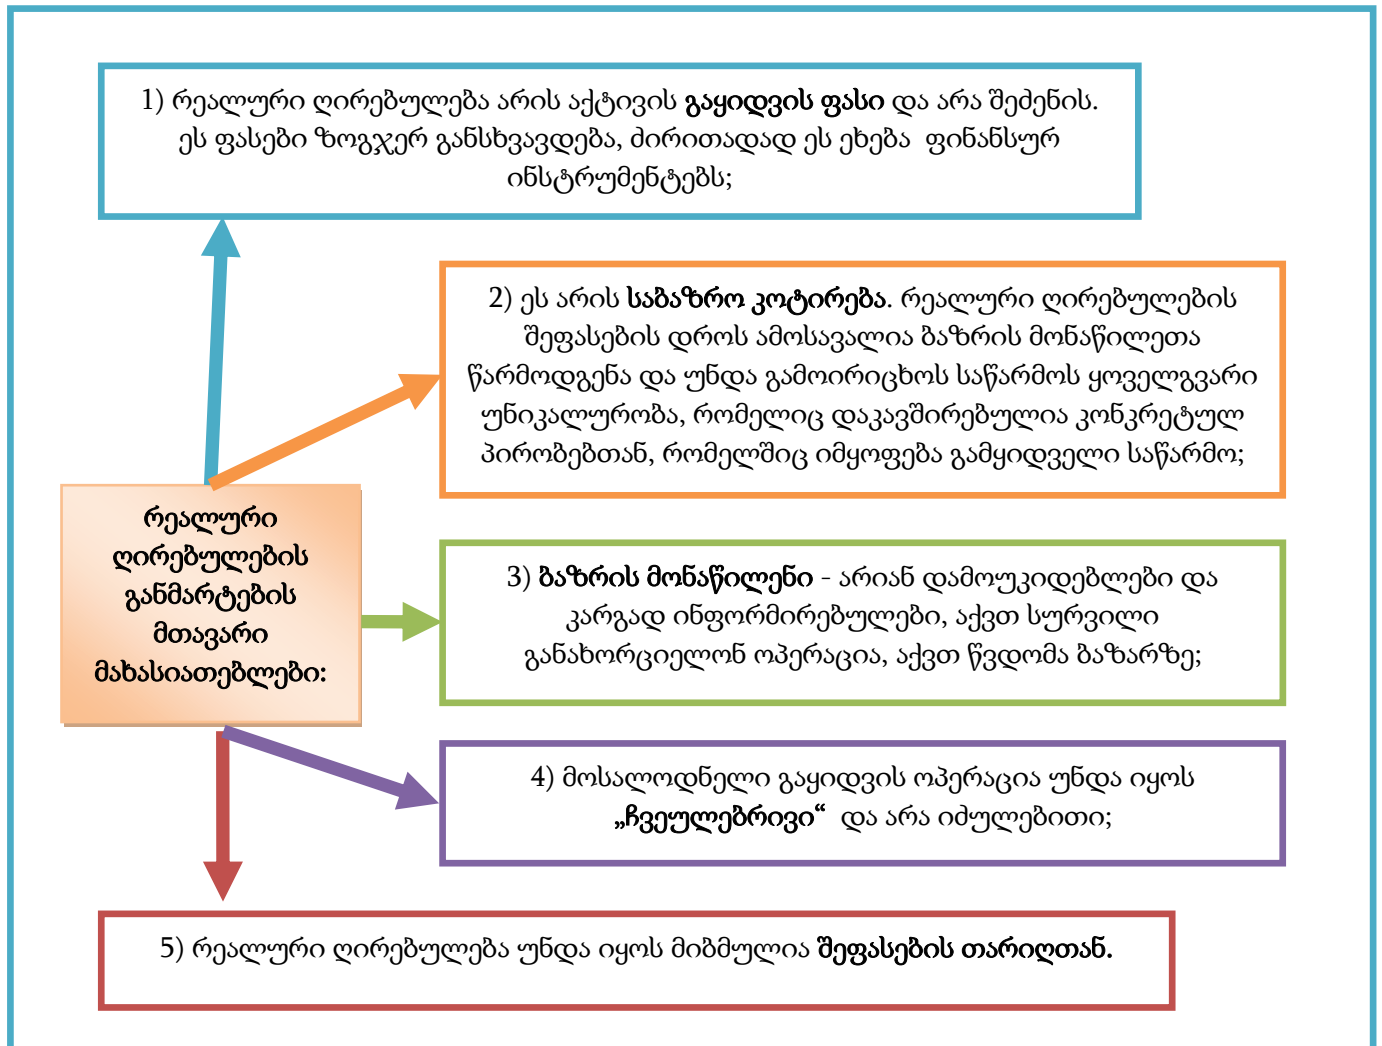 1) რეალური ღირებულება არის აქტივის გაყიდვის ფასი და არა შეძენის.
ეს ფასები ზოგჯერ განსხვავდება, ძირითადად ეს ეხება ფინანსურ
ინსტრუმენტებს;
2) ეს არის საბაზრო კოტირება. რეალური ღირებულების
შეფასების დროს ამოსავალია ბაზრის მონაწილეთა
წარმოდგენა და უნდა გამოირიცხოს საწარმოს ყოველგვარი
უნიკალურობა, რომელიც დაკავშირებულია კონკრეტულ
პირობებთან, რომელშიც იმყოფება გამყიდველი საწარმო;
რეალური
ღირებულების
განმარტების
მთავარი
მახასიათებლები:
3) ბაზრის მონაწილენი - არიან დამოუკიდებლები და
კარგად ინფორმირებულები, აქვთ სურვილი
განახორციელონ ოპერაცია, აქვთ წვდომა ბაზარზე;
4) მოსალოდნელი გაყიდვის ოპერაცია უნდა იყოს
„ჩვეულებრივი“ და არა იძულებითი;
5) რეალური ღირებულება უნდა იყოს მიბმულია შეფასების თარიღთან.